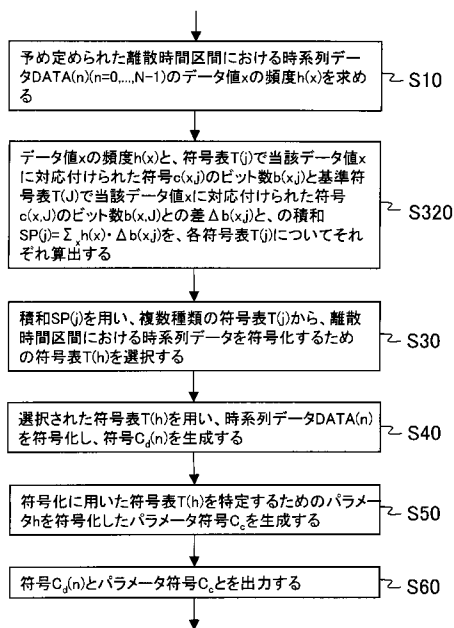 予め定められた離散時間区間における時系列デー
タDATA(n)(n=0,...,N-1)のデータ値xの頻度h(x)を求め
る
S10
データ値xの頻度h(x)と、符号表T(j)で当該データ値x
に対応付けられた符号c(x,j)のビット数b(x,j)と基準符
号表T(J)で当該データ値xに対応付けられた符号
c(x,J)のビット数b(x,J)との差Δb(x,j)と、の積和
SP(j)=Σxh(x)・Δb(x,j)を、各符号表T(j)についてそれ
ぞれ算出する
S320
積和SP(j)を用い、複数種類の符号表T(j)から、離散
時間区間における時系列データを符号化するため
の符号表T(h)を選択する
S30
選択された符号表T(h)を用い、時系列データDATA(n)
を符号化し、符号Cd(n)を生成する
S40
符号化に用いた符号表T(h)を特定するためのパラメー
タhを符号化したパラメータ符号Ccを生成する
S50
符号Cd(n)とパラメータ符号Ccとを出力する
S60